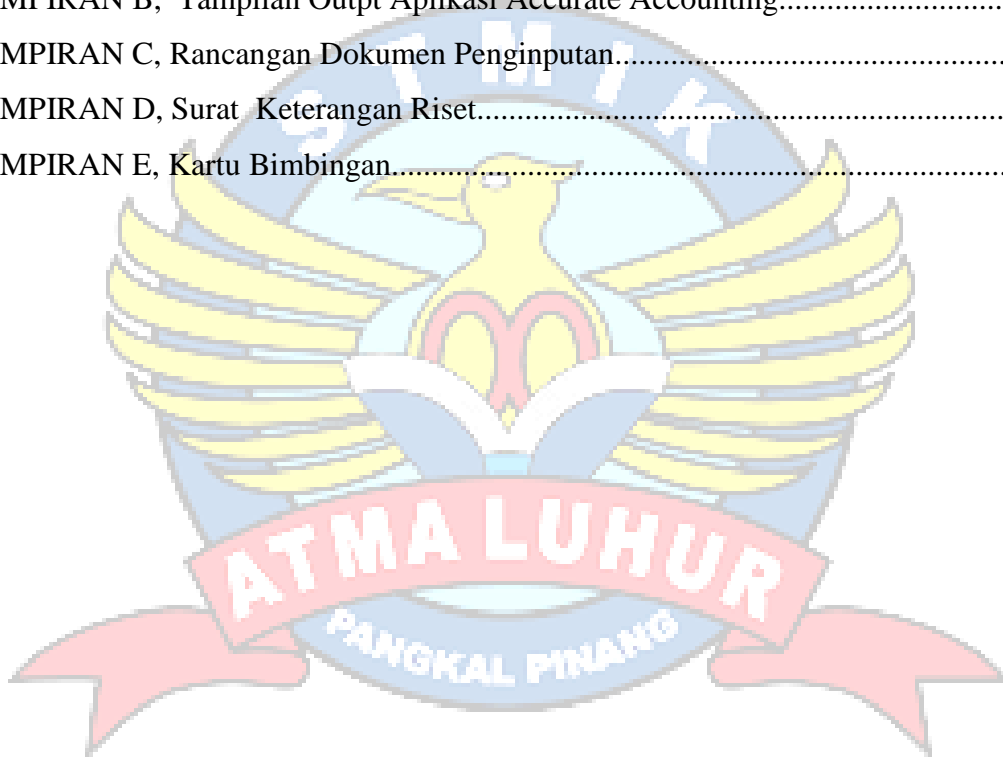 MPIRAN B, Tampilan Outpt Aplikasi Accurate Accounting............................
MPIRAN C, Rancangan Dokumen Penginputan.................................................
MPIRAN D, Surat Keterangan Riset..................................................................
MPIRAN E, Kartu Bimbingan.............................................................................
STMIK
ATMA LUHUR
PANGKAL PINANG